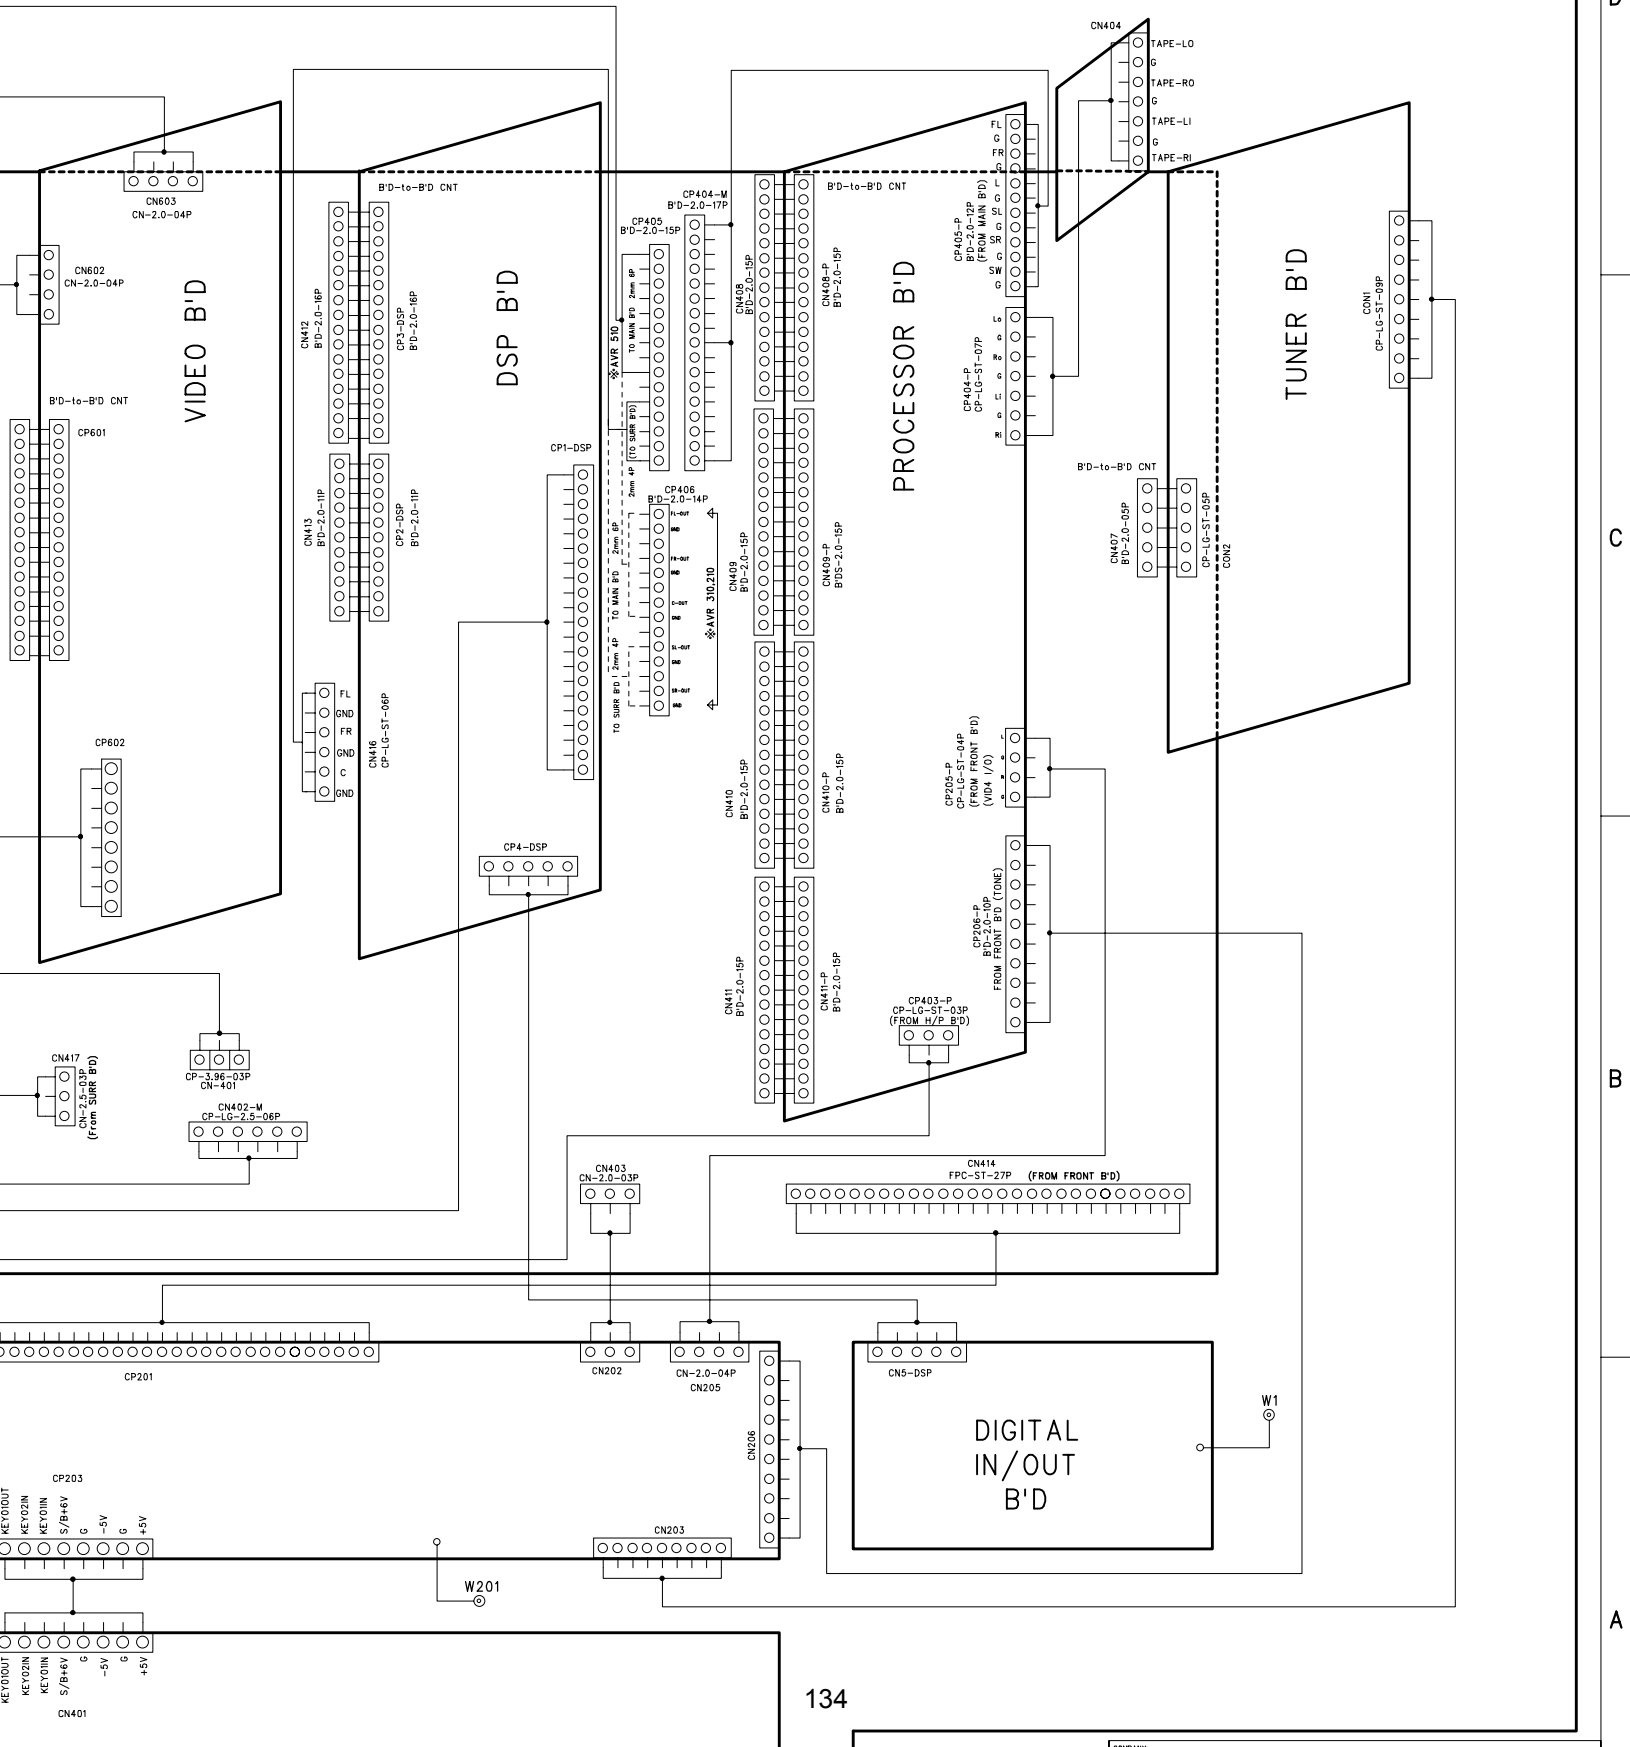 D
CN404
TAPE-LO
G
TAPE-RO
G
TAPE-LI
G
TAPE-RI
CN603
CN-2.0-04P
CN602
CN-2.0-04P
VIDEO B'D
B'D-to-B'D CNT
CP601
CP602
B'D-to-B'D CNT
CN412
B'D-2.0-16P
CP3-DSP
B'D-2.0-16P
DSP B'D
CN413
B'D-2.0-11P
CP2-DSP
B'D-2.0-11P
CP1-DSP
FL
GND
FR
GND
C
GND
CN416
CP-LG-ST-06P
CP4-DSP
CP404-M
B'D-2.0-17P
CP405
B'D-2.0-15P
TO MAIN B'D 2mm 6P
※AVR 510
(TO SURR B'D)
2mm 4P
CP406
B'D-2.0-14P
FL-OUT
GND
FR-OUT
GND
C-OUT
GND
SL-OUT
GND
SR-OUT
GND
TO MAIN B'D 2mm 6P
TO SURR B'D 2mm 4P
※AVR 310,210
B'D-to-B'D CNT
CN408
B'D-2.0-15P
CN408-P
B'D-2.0-15P
CN409
B'D-2.0-15P
CN409-P
B'DS-2.0-15P
CN410
B'D-2.0-15P
CN410-P
B'D-2.0-15P
CN411
B'D-2.0-15P
CN411-P
B'D-2.0-15P
PROCESSOR B'D
FL
G
FR
G
L
G
SL
G
SR
G
SW
G
CP405-P
B'D-2.0-12P
(FROM MAIN B'D)
Lo
G
Ro
G
Li
G
Ri
CP404-P
CP-LG-ST-07P
L
G
R
G
CP205-P
CP-LG-ST-04P
(FROM FRONT B'D)
(VID4 I/O)
CP206-P
B'D-2.0-10P
FROM FRONT B'D (TONE)
CP403-P
CP-LG-ST-03P
(FROM H/P B'D)
TUNER B'D
CON1
CP-LG-ST-09P
B'D-to-B'D CNT
CN407
B'D-2.0-05P
CP-LG-ST-05P
CON2
C
B
CN417
CN-2.5-03P
(From SURR B'D)
CP-3.96-03P
CN-401
CN402-M
CP-LG-2.5-06P
CN403
CN-2.0-03P
CN414
FPC-ST-27P (FROM FRONT B'D)
CP201
CN202
CN-2.0-04P
CN205
CN5-DSP
CN206
DIGITAL
IN/OUT
B'D
W1
CP203
KEY01OUT
KEY02IN
KEY01IN
S/B+6V
G
-5V
G
+5V
CN203
W201
A
KEY01OUT
KEY02IN
KEY01IN
S/B+6V
G
-5V
G
+5V
CN401
134